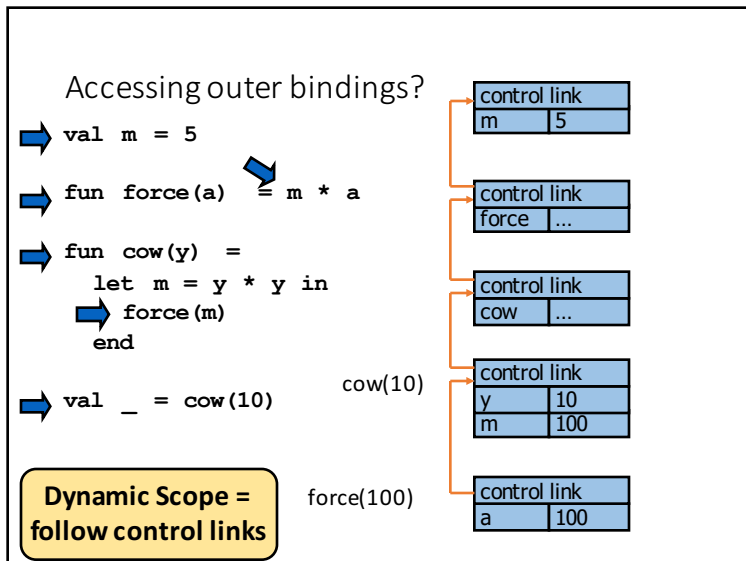 Accessing outer bindings?
val m = 5
fun force(a) = m * a
fun cow(y) =
let m = y * y in
force(m)
end
val _ = cow(10)
Dynamic Scope =
follow control links
control link
m 5
control link
force ...
control link
cow ...
cow(10)
control link
y 10
m 100
force(100)
control link
a 100